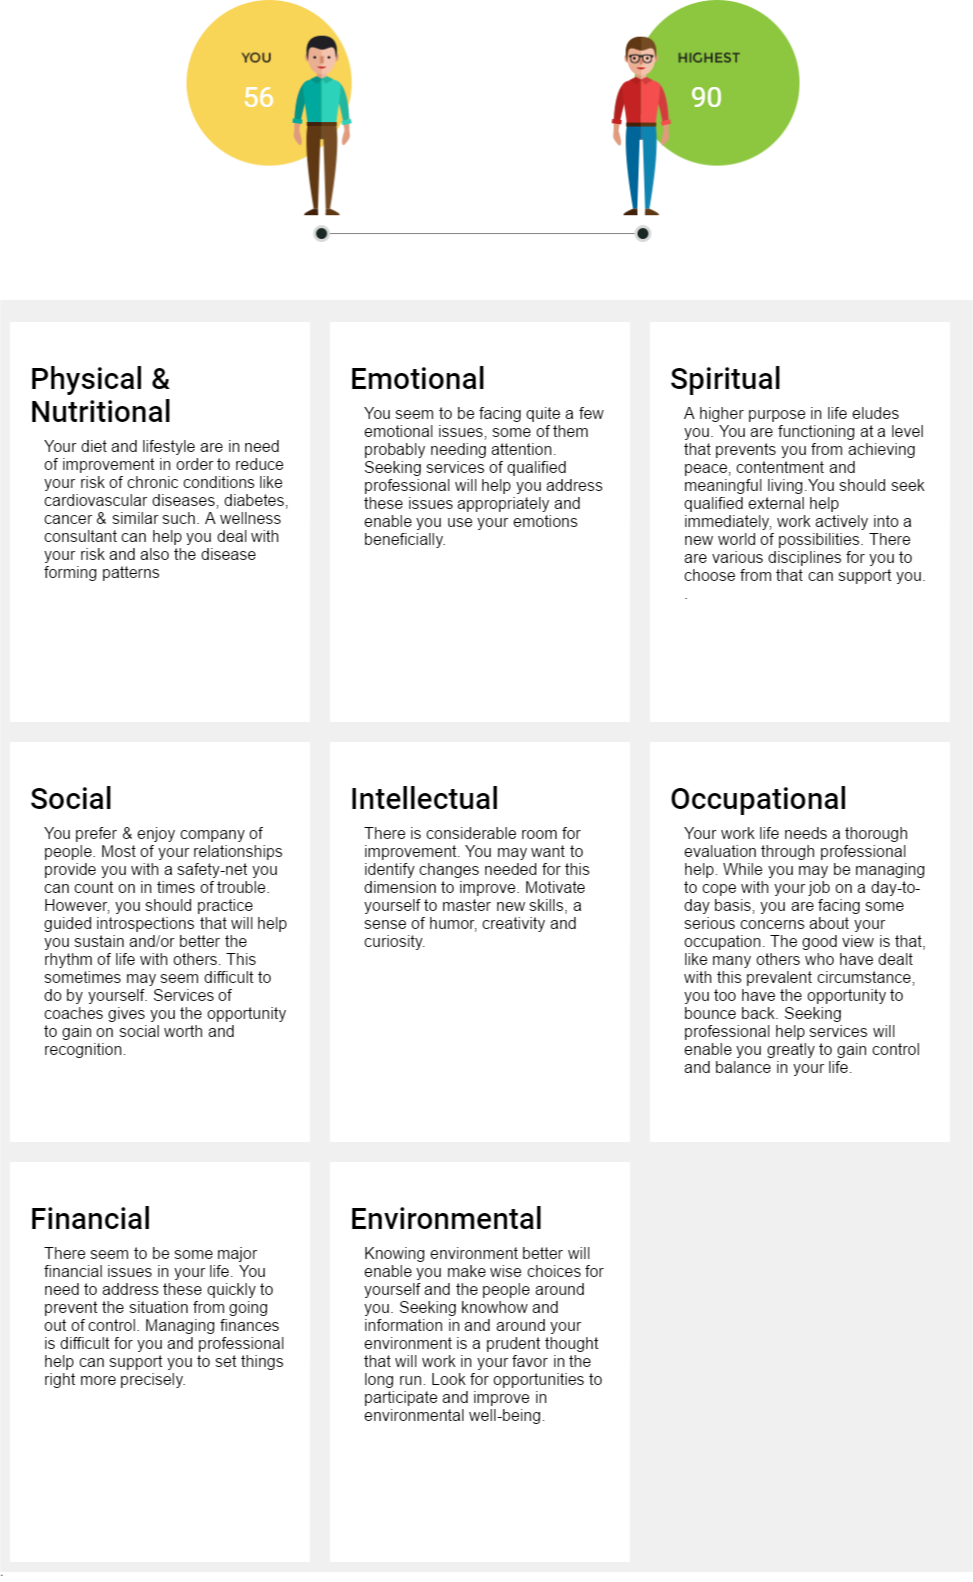 YOU
56
HIGHEST
90
Physical &
Nutritional
Your diet and lifestyle are in need
of improvement in order to reduce
your risk of chronic conditions like
cardiovascular diseases, diabetes,
cancer & similar such. A wellness
consultant can help you deal with
your risk and also the disease
forming patterns
Emotional
You seem to be facing quite a few
emotional issues, some of them
probably needing attention.
Seeking services of qualified
professional will help you address
these issues appropriately and
enable you use your emotions
beneficially.
Spiritual
A higher purpose in life eludes
you. You are functioning at a level
that prevents you from achieving
peace, contentment and
meaningful living.You should seek
qualified external help
immediately, work actively into a
new world of possibilities. There
are various disciplines for you to
choose from that can support you.
.
Social
You prefer & enjoy company of
people. Most of your relationships
provide you with a safety-net you
can count on in times of trouble.
However, you should practice
guided introspections that will help
you sustain and/or better the
rhythm of life with others. This
sometimes may seem difficult to
do by yourself. Services of
coaches gives you the opportunity
to gain on social worth and
recognition.
Intellectual
There is considerable room for
improvement. You may want to
identify changes needed for this
dimension to improve. Motivate
yourself to master new skills, a
sense of humor, creativity and
curiosity.
Occupational
Your work life needs a thorough
evaluation through professional
help. While you may be managing
to cope with your job on a day-to-
day basis, you are facing some
serious concerns about your
occupation. The good view is that,
like many others who have dealt
with this prevalent circumstance,
you too have the opportunity to
bounce back. Seeking
professional help services will
enable you greatly to gain control
and balance in your life.
Financial
There seem to be some major
financial issues in your life. You
need to address these quickly to
prevent the situation from going
out of control. Managing finances
is difficult for you and professional
help can support you to set things
right more precisely.
Environmental
Knowing environment better will
enable you make wise choices for
yourself and the people around
you. Seeking knowhow and
information in and around your
environment is a prudent thought
that will work in your favor in the
long run. Look for opportunities to
participate and improve in
environmental well-being.